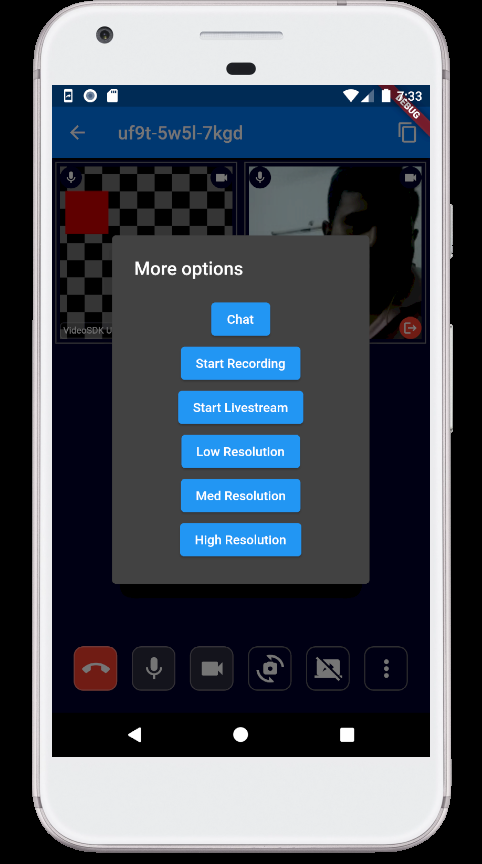 7:33
DEBUG
uf9t-5w5l-7kgd
VideoSDK U
More options
Chat
Start Recording
Start Livestream
Low Resolution
Med Resolution
High Resolution